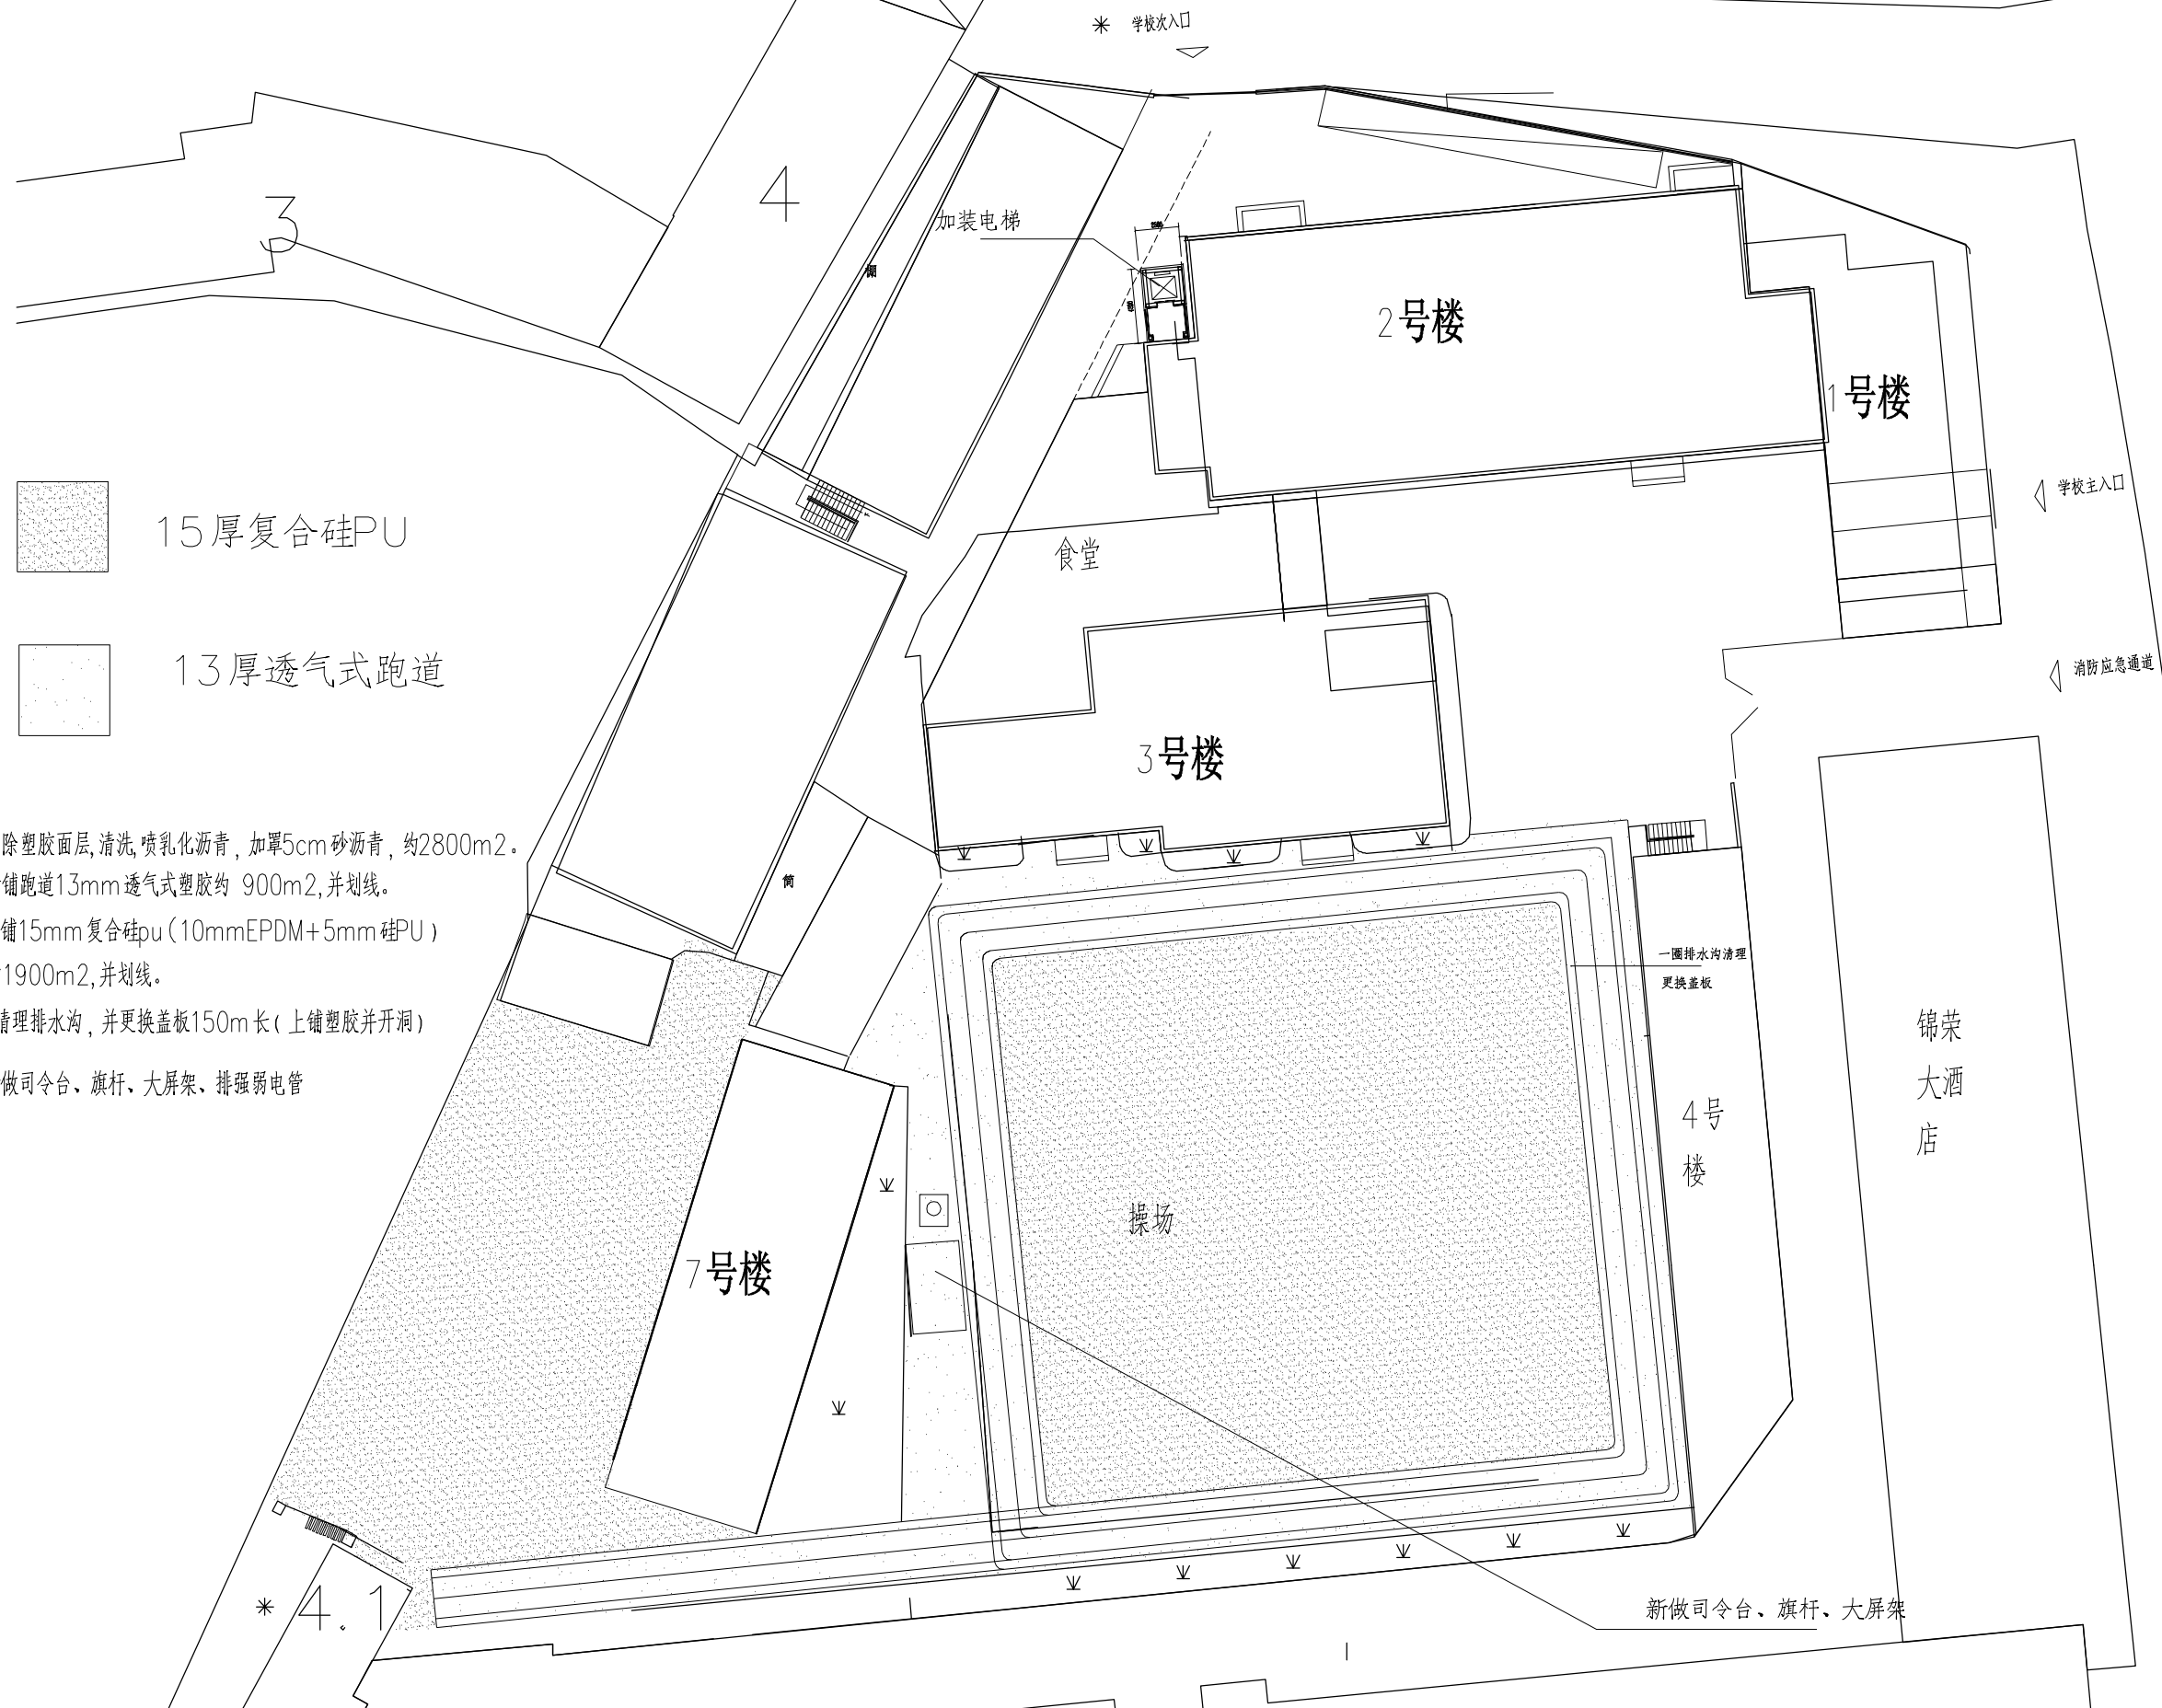 * 学校次入口
3
4
加装电梯
棚
2号楼
1号楼
学校主入口
15厚复合硅PU
食堂
13厚透气式跑道
消防应急通道
3号楼
除塑胶面层,清洗,喷乳化沥青,加罩5cm砂沥青,约2800m2。
铺跑道13mm透气式塑胶约 900m2,并划线。
铺15mm复合硅pu(10mmEPDM+5mm硅PU)
1900m2,并划线。
清理排水沟,并更换盖板150m长(上铺塑胶并开洞)
做司令台、旗杆、大屏架、排强弱电管
一圈排水沟清理
更换盖板
锦荣
大酒
店
4号
楼
操场
7号楼
* 4.1
新做司令台、旗杆、大屏架